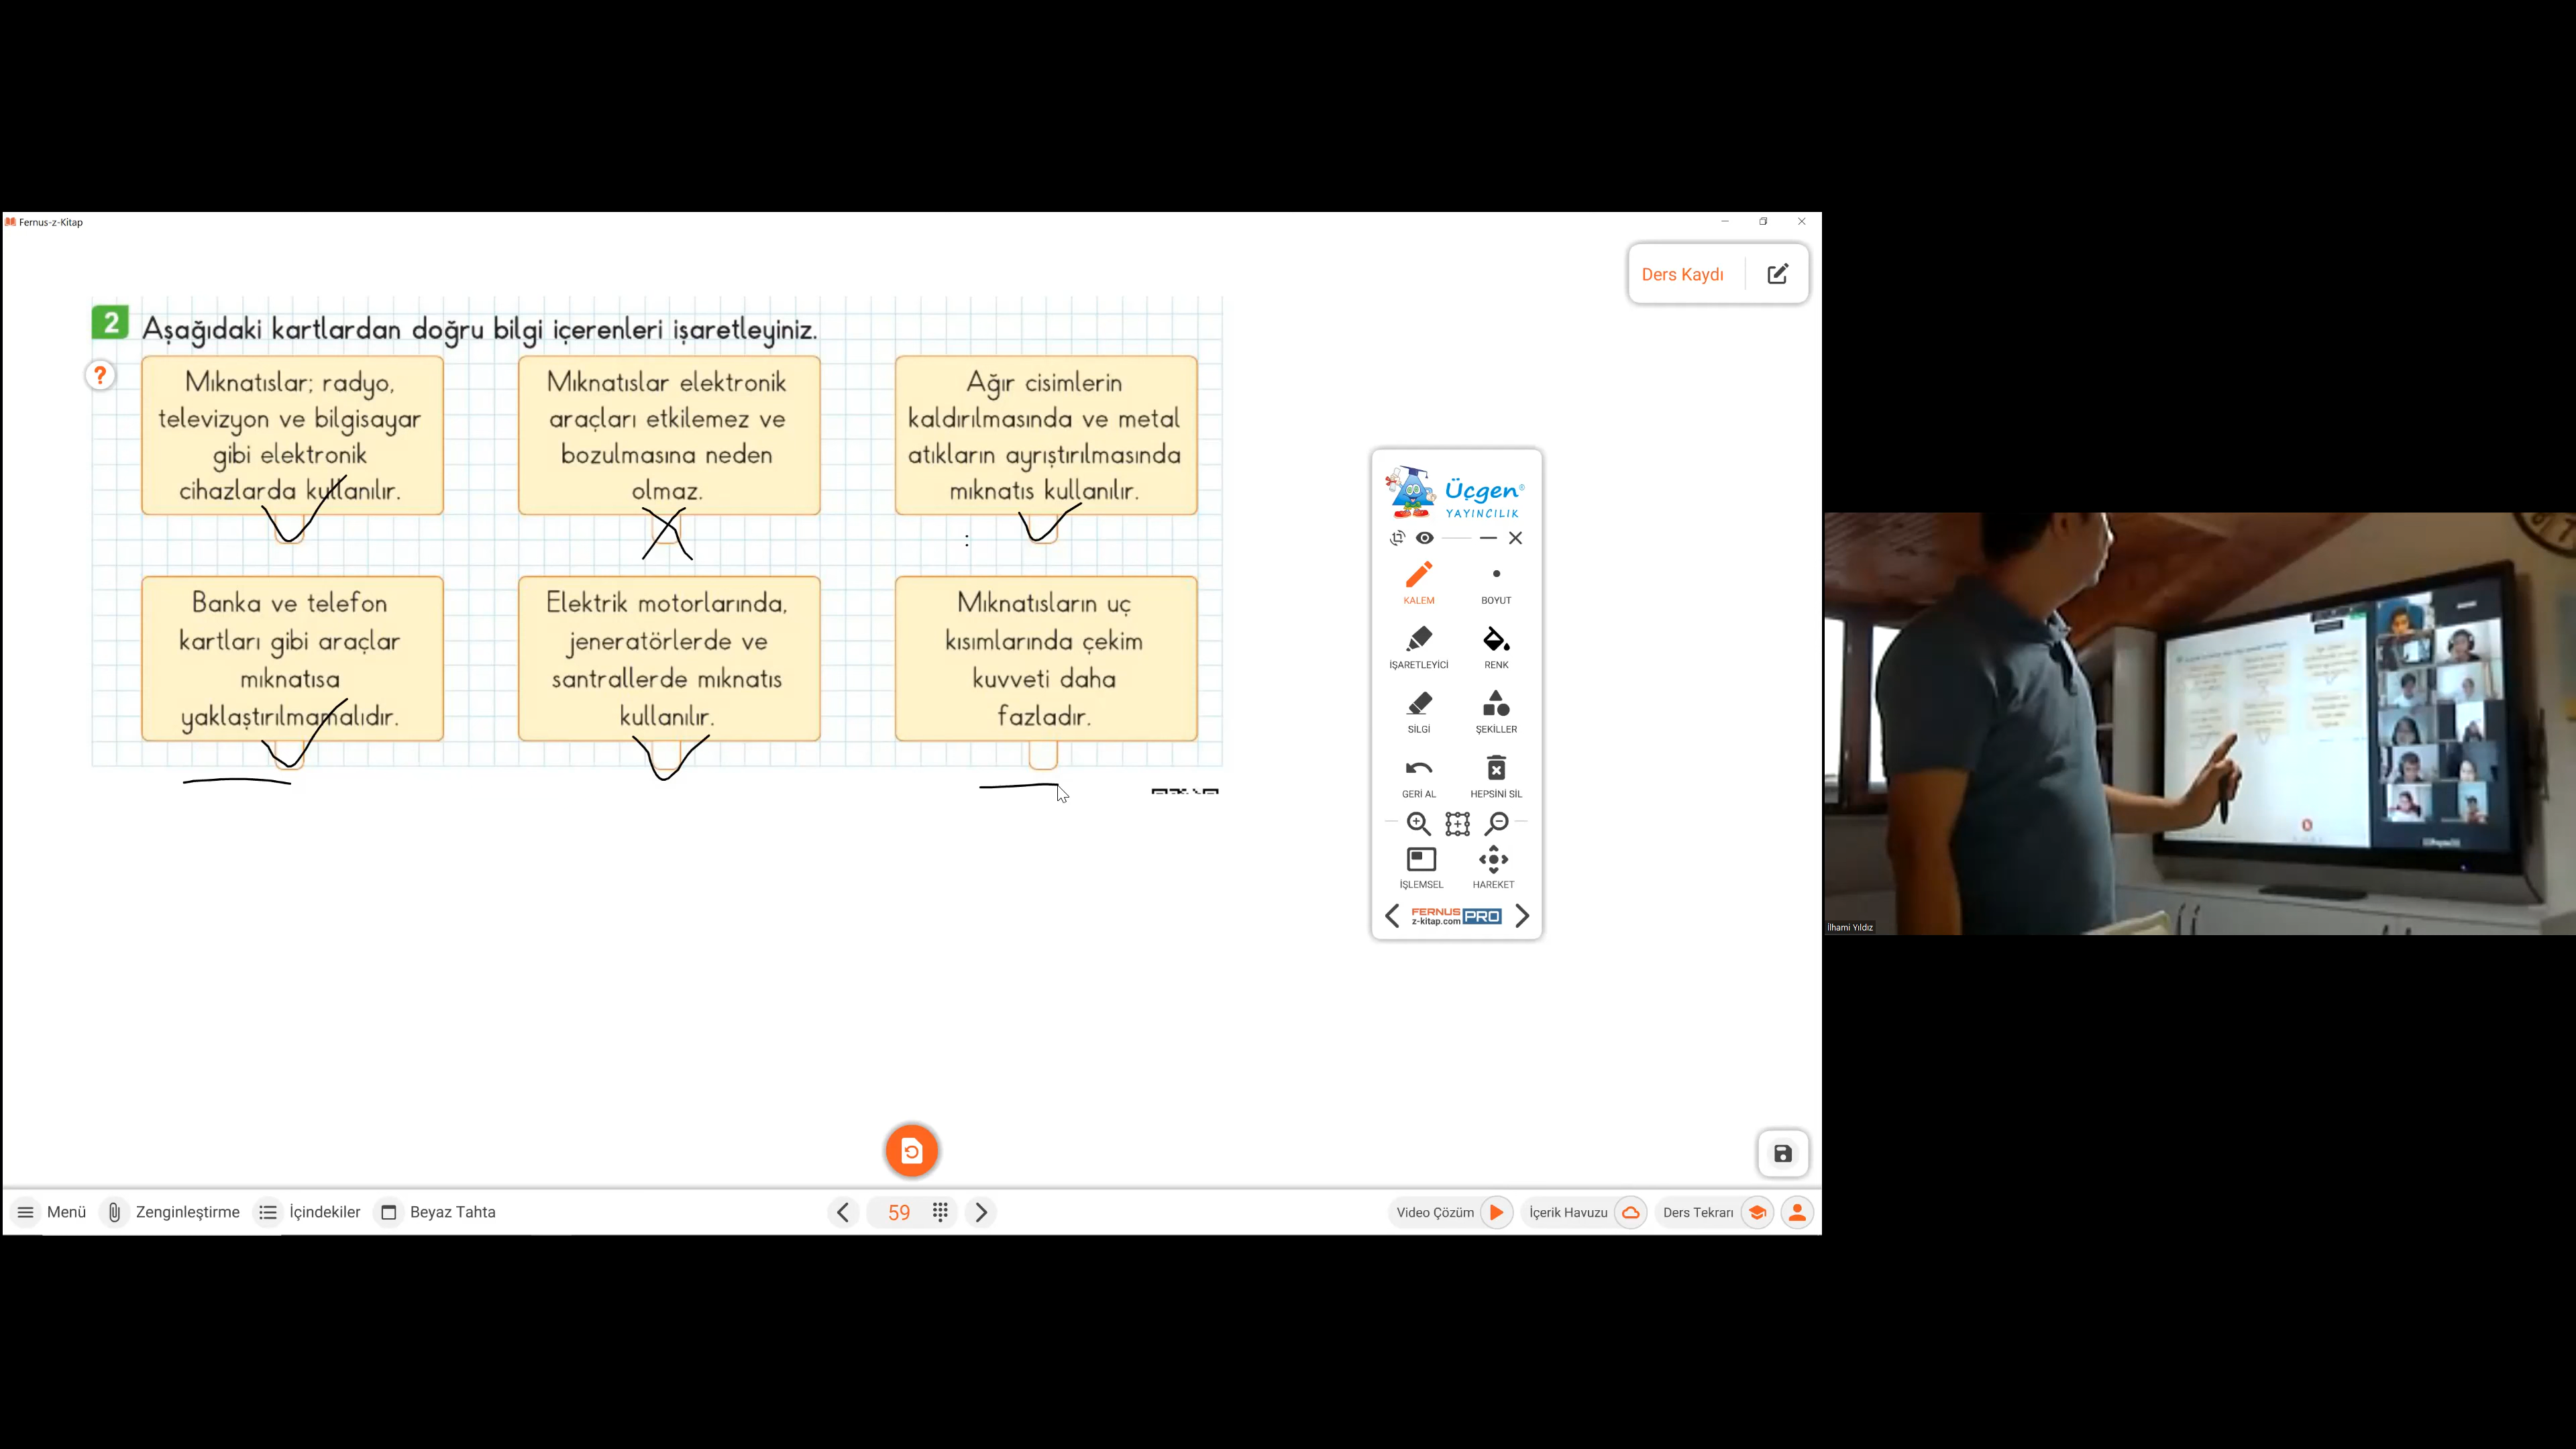 Fernus-z-Kitap
Ders Kaydı
2 Aşağıdaki kartlardan doğru bilgi içerenleri işaretleyiniz.
?
Mıknatıslar; radyo,
televizyon ve bilgisayar
gibi elektronik
cihazlarda kullanılır.
Mıknatıslar elektronik
araçları etkilemez ve
bozulmasına neden
olmaz.
Ağır cisimlerin
kaldırılmasında ve metal
atıkların ayrıştırılmasında
mıknatıs kullanılır.
Banka ve telefon
kartları gibi araçlar
mıknatısa
yaklaştırılmamalıdır.
Elektrik motorlarında,
jeneratörlerde ve
santrallerde mıknatıs
kullanılır.
Mıknatısların uç
kısımlarında çekim
kuvveti daha
fazladır.
Üçgen®
YAYINCILIK
KALEM
BOYUT
İŞARETLEYİCİ
RENK
SİLGİ
ŞEKİLLER
GERİ AL
HEPSİNİ SİL
İŞLEMSEL
HAREKET
FERNUS
z-kitap.com PRO
İlhami Yıldız
Menü
Zenginleştirme
İçindekiler
Beyaz Tahta
59
Video Çözüm
İçerik Havuzu
Ders Tekrarı